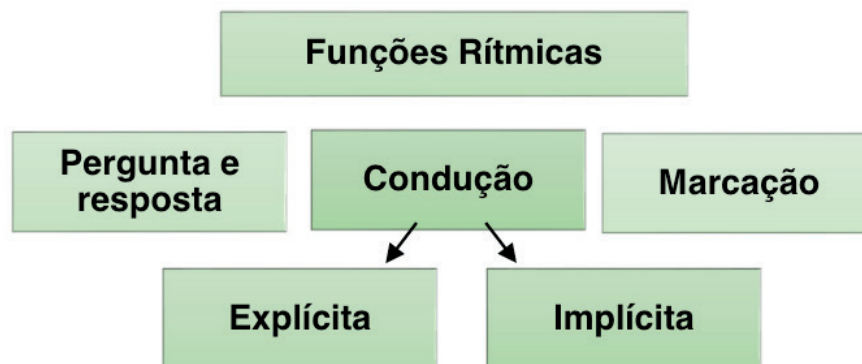 Funções Rítmicas
Pergunta e
resposta
Condução
Marcação
Explícita
Implícita